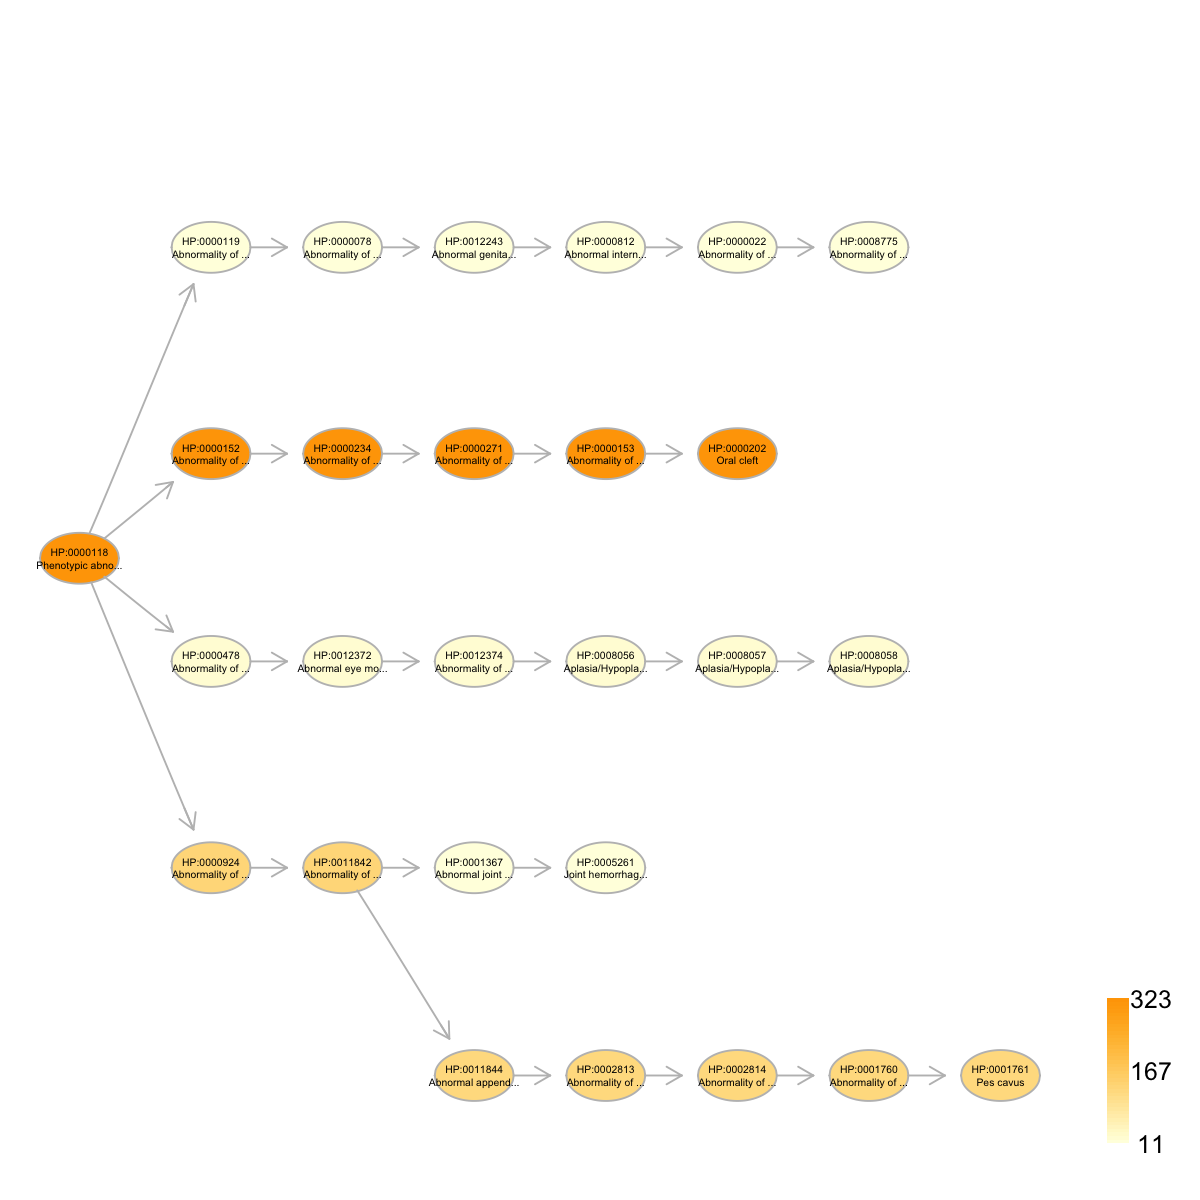 HP:0000119
Abnormality of ...
HP:0000078
Abnormality of ...
HP:0012243
Abnormal genita...
HP:0000812
Abnormal intern...
HP:0000022
Abnormality of ...
HP:0008775
Abnormality of ...
HP:0000152
Abnormality of ...
HP:0000234
Abnormality of ...
HP:0000271
Abnormality of ...
HP:0000153
Abnormality of ...
HP:0000202
Oral cleft
HP:0000118
Phenotypic abno...
HP:0000478
Abnormality of ...
HP:0012372
Abnormal eye mo...
HP:0012374
Abnormality of ...
HP:0008056
Aplasia/Hypopla...
HP:0008057
Aplasia/Hypopla...
HP:0008058
Aplasia/Hypopla...
HP:0000924
Abnormality of ...
HP:0011842
Abnormality of ...
HP:0001367
Abnormal joint ...
HP:0005261
Joint hemorrhag...
HP:0011844
Abnormal append...
HP:0002813
Abnormality of ...
HP:0002814
Abnormality of ...
HP:0001760
Abnormality of ...
HP:0001761
Pes cavus
323
167
11